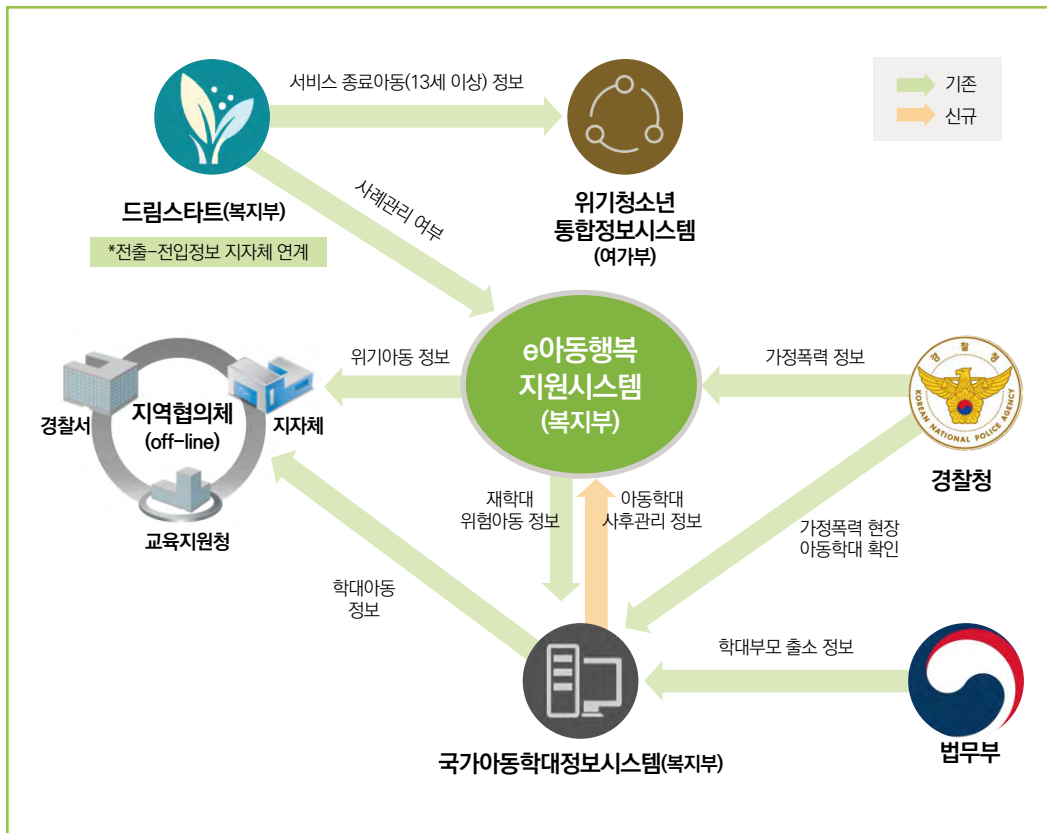 서비스 종료아동(13세 이상) 정보
기존
신규
드림스타트(복지부)
*전출-전입정보 지자체 연계
사례관리 여부
위기청소년
통합정보시스템
(여가부)
e아동행복
지원시스템
(복지부)
위기아동 정보
가정폭력 정보
경찰청
KOREAN NATIONAL POLICE AGENCY
경찰청
경찰서
지역협의체
(off-line)
지자체
교육지원청
재학대
위험아동 정보
아동학대
사후관리 정보
가정폭력 현장
아동학대 확인
학대아동
정보
학대부모 출소 정보
국가아동학대정보시스템(복지부)
법무부